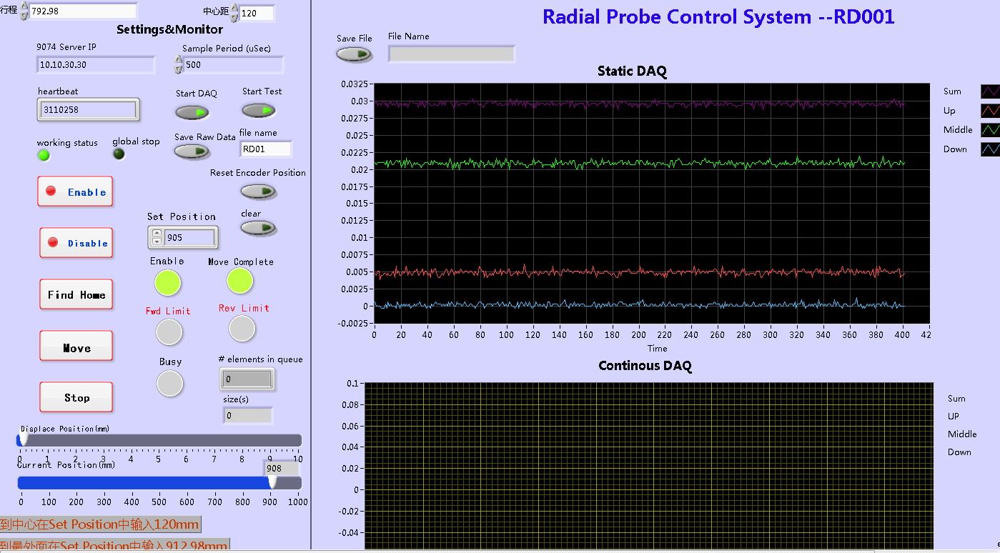 行程 792.98
中心距 120
Settings&Monitor
9074 Server IP
10.10.30.30
Sample Period (uSec)
500
heartbeat
3110258
Start DAQ
Start Test
working status
global stop
Save Raw Data
file name
RD01
Reset Encoder Position
Enable
Set Position
905
clear
Disable
Enable
Move Complete
Find Home
Fwd Limit
Rev Limit
Move
Busy
# elements in queue
0
Stop
size(s)
0
Displace Position(mm)
0 1 2 3 4 5 6 7 8 9 10
Current Position(mm)
908
0 100 200 300 400 500 600 700 800 900 1000
到中心在Set Position中输入120mm
到最外面在Set Position中输入912.98mm
Radial Probe Control System --RD001
Save File
File Name
Static DAQ
0.0325
0.03
0.0275
0.025
0.0225
0.02
0.0175
0.015
0.0125
0.01
0.0075
0.005
0.0025
0
-0.0025
0 20 40 60 80 100 120 140 160 180 200 220 240 260 280 300 320 340 360 380 400 42
Time
Sum
Up
Middle
Down
Continous DAQ
0.1
0.08
0.06
0.04
0.02
0
-0.02
-0.04
Sum
UP
Middle
Down